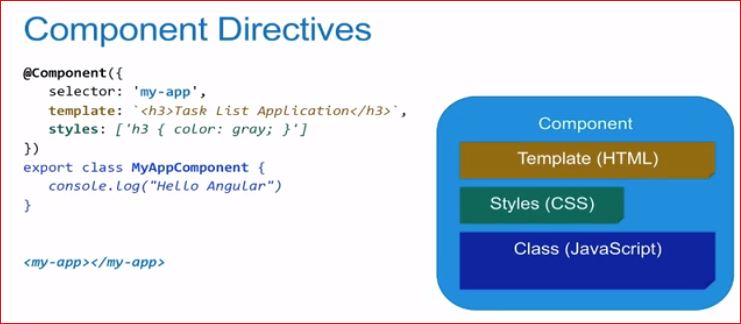 Component Directives
@Component({
selector: 'my-app',
template: `<h3>Task List Application</h3>`,
styles: ['h3 { color: gray; }']
})
export class MyAppComponent {
console.log("Hello Angular")
}
<my-app></my-app>
Component
Template (HTML)
Styles (CSS)
Class (JavaScript)